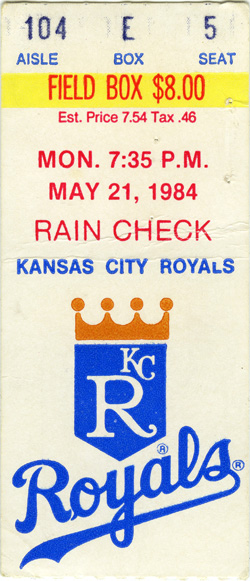 104 E 5
AISLE BOX SEAT
FIELD BOX $8.00
Est. Price 7.54 Tax .46
MON. 7:35 P.M.
MAY 21, 1984
RAIN CHECK
KANSAS CITY ROYALS
KC
R
®
Royals®